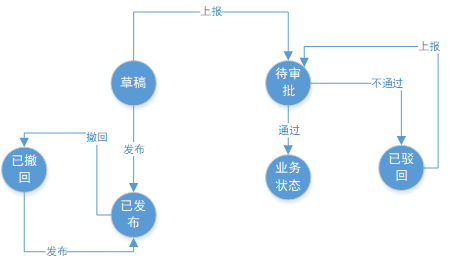 上报
上报
草稿
待审
批
不通过
撤回
发布
通过
已撤
回
业务
状态
已驳
回
已发
布
发布